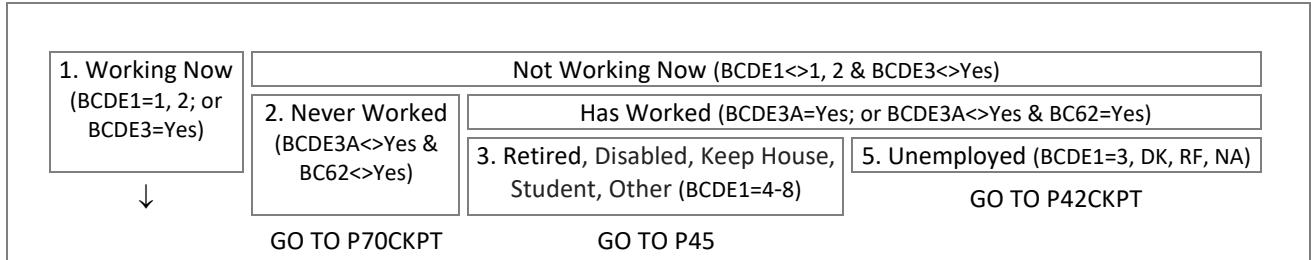 1. Working Now
(BCDE1=1, 2; or
BCDE3=Yes)
↓
Not Working Now (BCDE1<>1, 2 & BCDE3<>Yes)
2. Never Worked
(BCDE3A<>Yes &
BC62<>Yes)
GO TO P70CKPT
Has Worked (BCDE3A=Yes; or BCDE3A<>Yes & BC62=Yes)
3. Retired, Disabled, Keep House,
Student, Other (BCDE1=4-8)
GO TO P45
5. Unemployed (BCDE1=3, DK, RF, NA)
GO TO P42CKPT